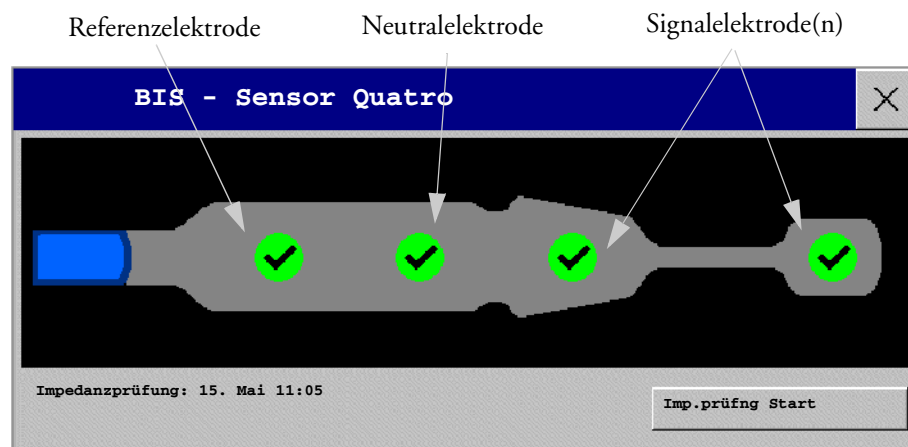 Referenzelektrode Neutralelektrode Signalelektrode(n)
BIS - Sensor Quatro
Impedanzprüfung: 15. Mai 11:05
Imp.prüfng Start